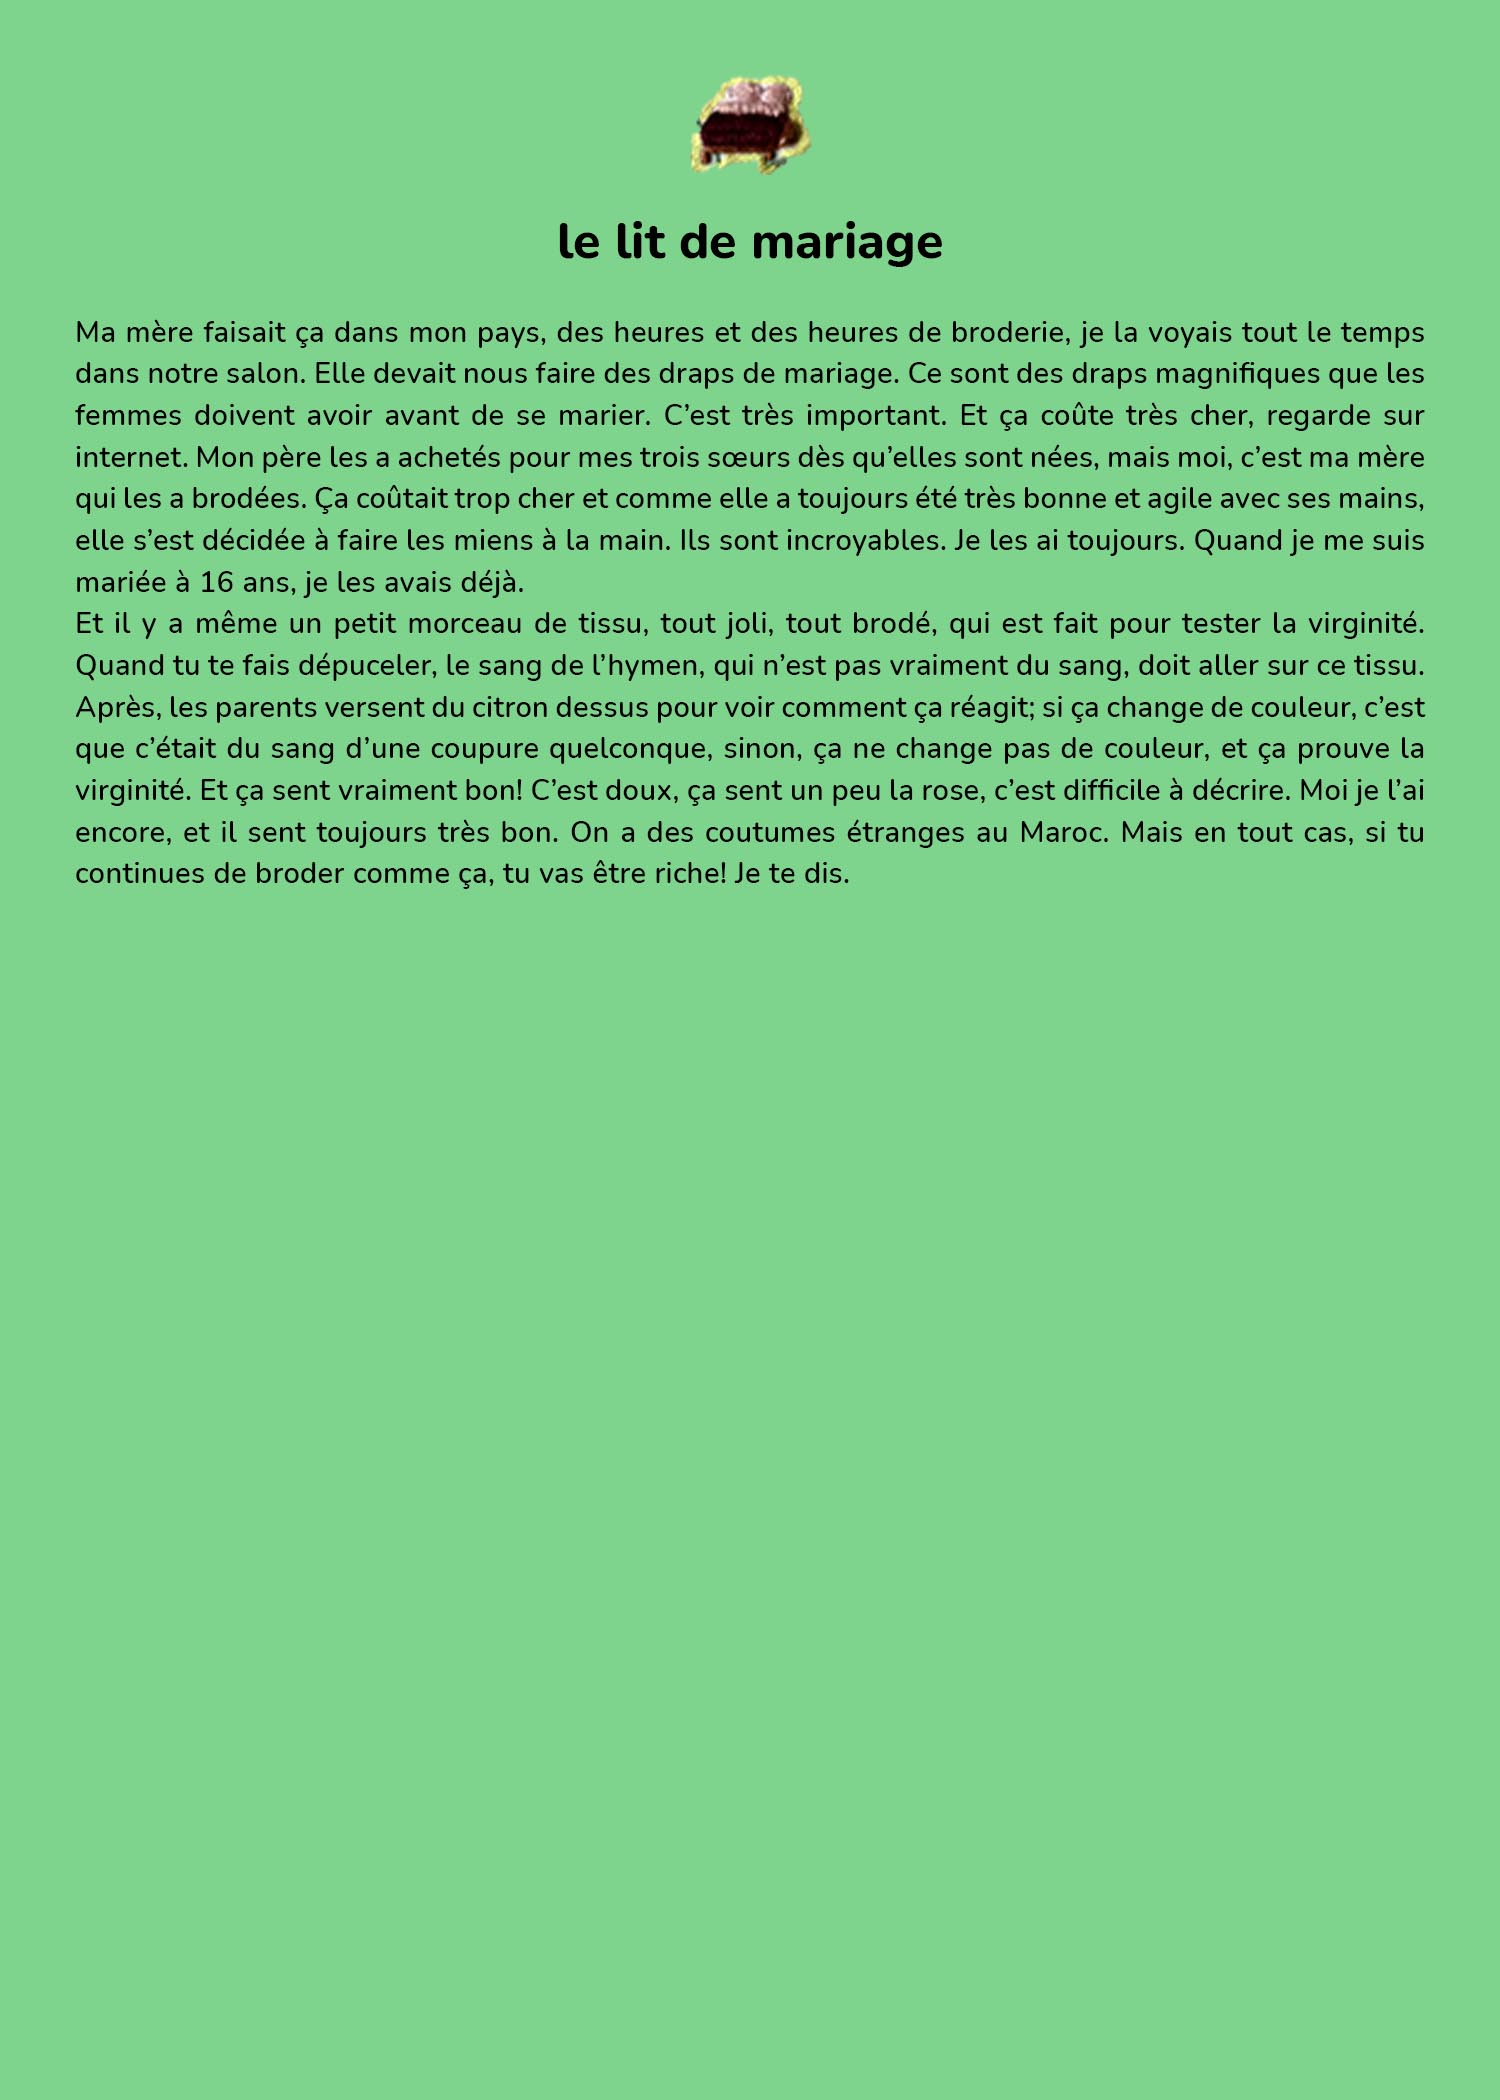 le lit de mariage
Ma mère faisait ça dans mon pays, des heures et des heures de broderie, je la voyais tout le temps
dans notre salon. Elle devait nous faire des draps de mariage. Ce sont des draps magnifiques que les
femmes doivent avoir avant de se marier. C’est très important. Et ça coûte très cher, regarde sur
internet. Mon père les a achetés pour mes trois sœurs dès qu’elles sont nées, mais moi, c’est ma mère
qui les a brodées. Ça coûtait trop cher et comme elle a toujours été très bonne et agile avec ses mains,
elle s’est décidée à faire les miens à la main. Ils sont incroyables. Je les ai toujours. Quand je me suis
mariée à 16 ans, je les avais déjà.
Et il y a même un petit morceau de tissu, tout joli, tout brodé, qui est fait pour tester la virginité.
Quand tu te fais dépuceler, le sang de l’hymen, qui n’est pas vraiment du sang, doit aller sur ce tissu.
Après, les parents versent du citron dessus pour voir comment ça réagit; si ça change de couleur, c’est
que c’était du sang d’une coupure quelconque, sinon, ça ne change pas de couleur, et ça prouve la
virginité. Et ça sent vraiment bon! C’est doux, ça sent un peu la rose, c’est difficile à décrire. Moi je l’ai
encore, et il sent toujours très bon. On a des coutumes étranges au Maroc. Mais en tout cas, si tu
continues de broder comme ça, tu vas être riche! Je te dis.